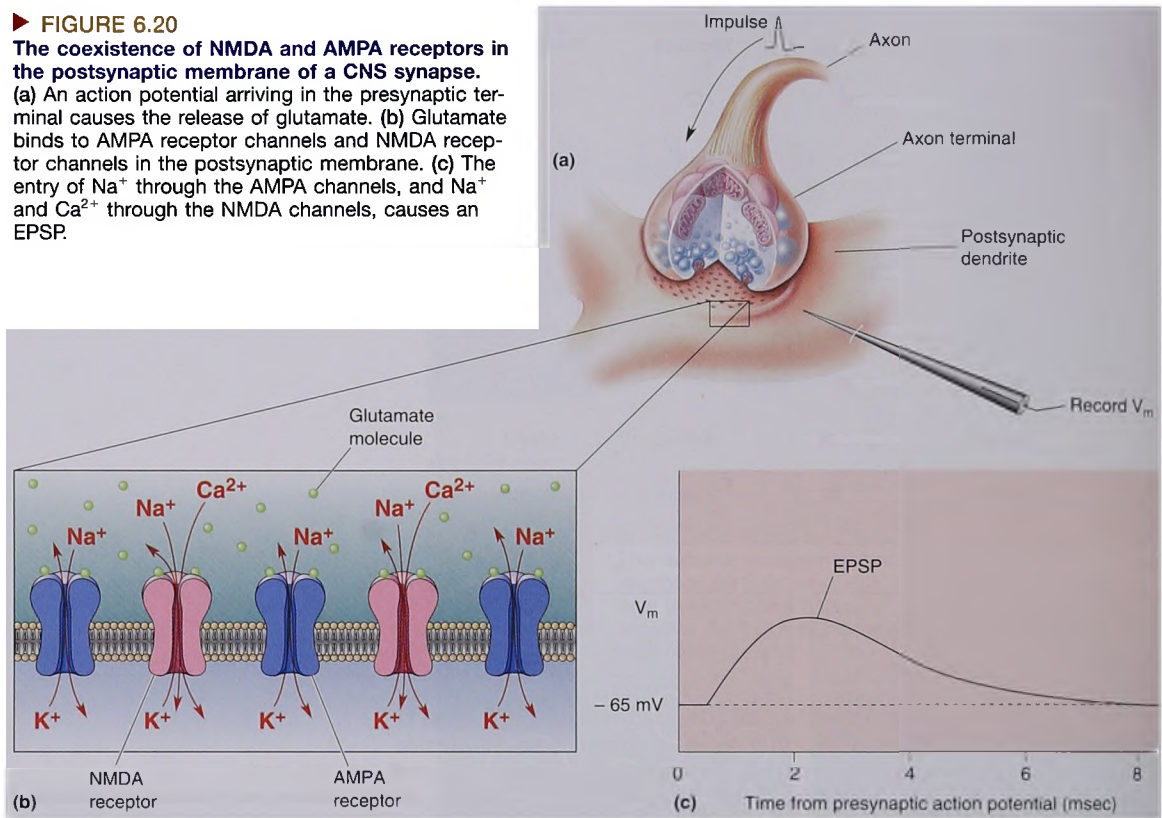 ▶ FIGURE 6.20
The coexistence of NMDA and AMPA receptors in
the postsynaptic membrane of a CNS synapse.
(a) An action potential arriving in the presynaptic ter-
minal causes the release of glutamate. (b) Glutamate
binds to AMPA receptor channels and NMDA recep-
tor channels in the postsynaptic membrane. (c) The
entry of Na⁺ through the AMPA channels, and Na⁺
and Ca²⁺ through the NMDA channels, causes an
EPSP.
Impulse
Axon
Axon terminal
(a)
Postsynaptic
dendrite
Record Vₘ
Glutamate
molecule
Na⁺
Na⁺
Ca²⁺
Na⁺
Na⁺
Ca²⁺
Na⁺
K⁺
K⁺
K⁺
K⁺
K⁺
NMDA
receptor
AMPA
receptor
(b)
EPSP
Vₘ
– 65 mV
0 2 4 6 8
(c) Time from presynaptic action potential (msec)